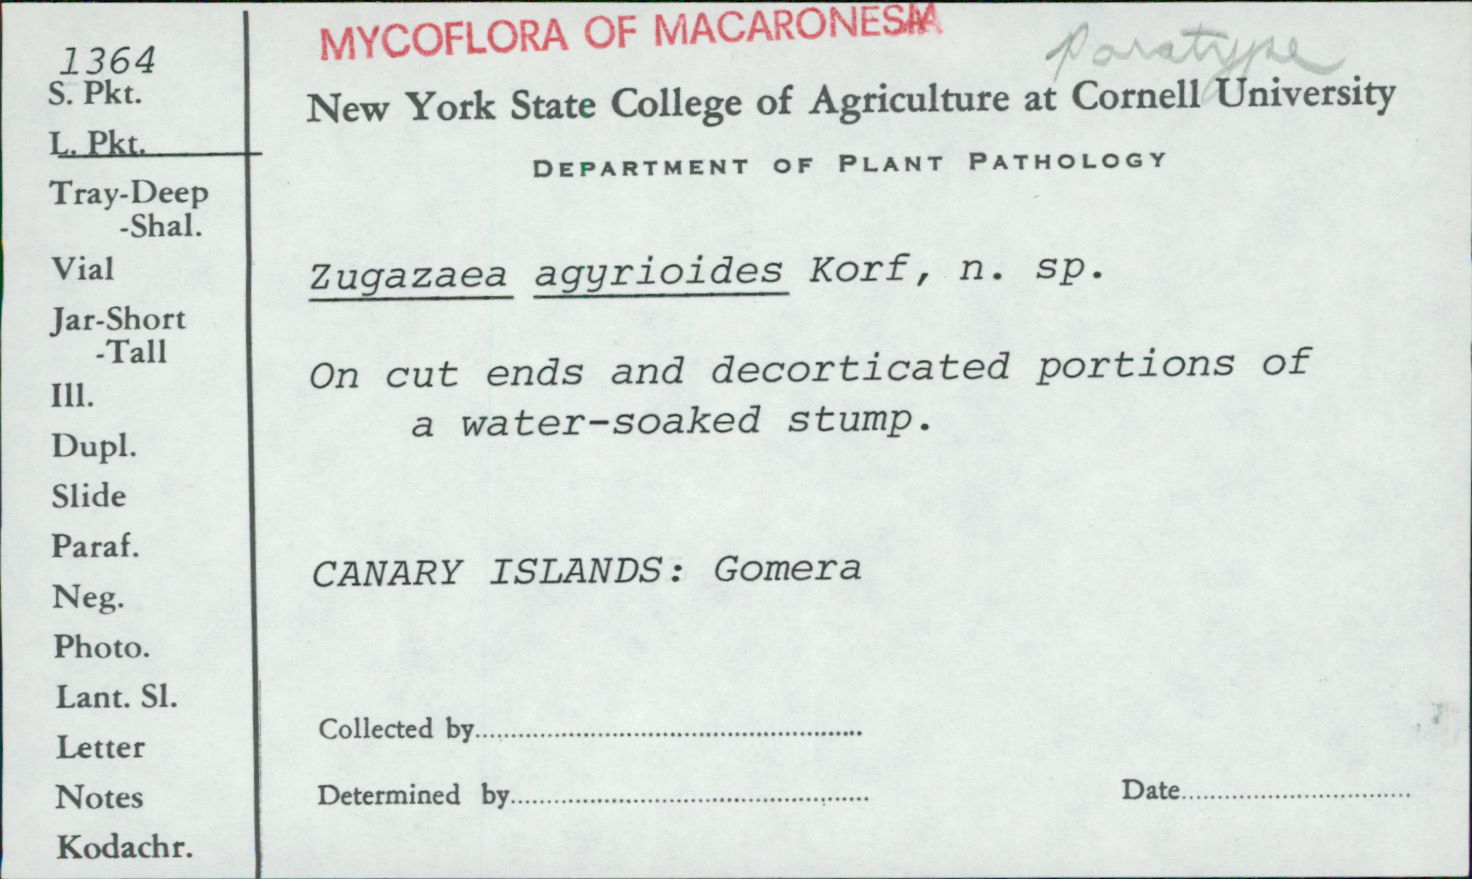 MYCOFLORA OF MACARONESIA
Paratype
New York State College of Agriculture at Cornell University
DEPARTMENT OF PLANT PATHOLOGY
1364
S. Pkt.
L. Pkt.
Tray-Deep
-Shal.
Vial
Jar-Short
-Tall
Ill.
Dupl.
Slide
Paraf.
Neg.
Photo.
Lant. Sl.
Letter
Notes
Kodachr.
Zugazaea agyrioides Korf, n. sp.
On cut ends and decorticated portions of
a water-soaked stump.
CANARY ISLANDS: Gomera
Collected by
Determined by
Date